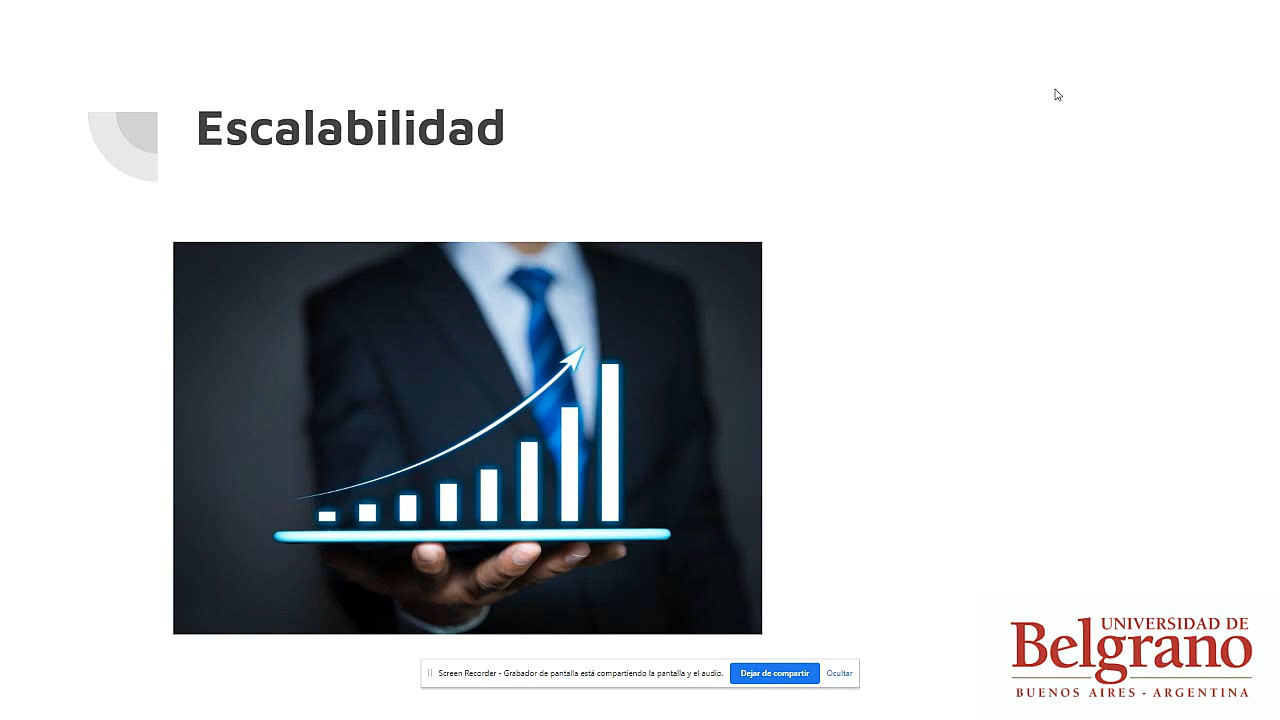 Escalabilidad
Screen Recorder - Grabador de pantalla está compartiendo la pantalla y el audio. Dejar de compartir Ocultar
UNIVERSIDAD DE
Belgrano
BUENOS AIRES - ARGENTINA